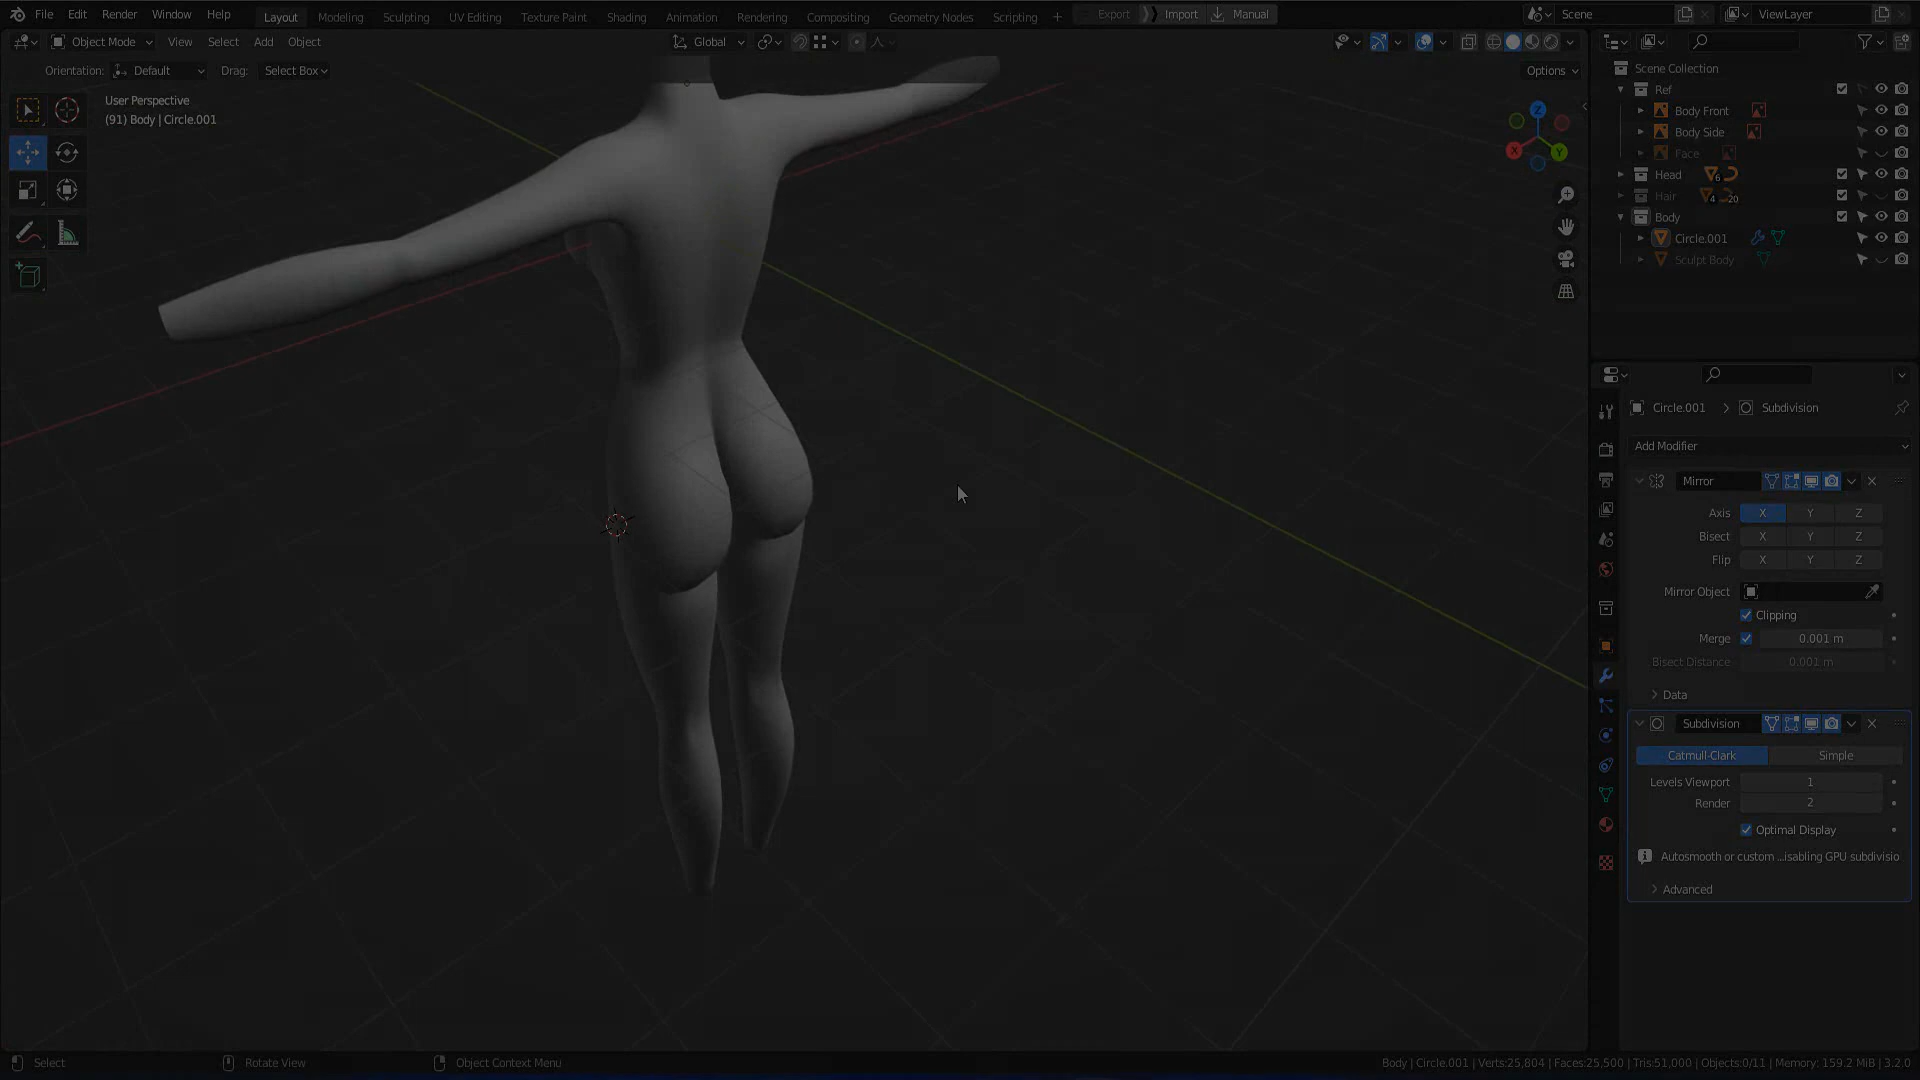 File Edit Render Window Help Layout Modeling Sculpting UV Editing Texture Paint Shading Animation Rendering Compositing Geometry Nodes Scripting + Export Import Manual Scene ViewLayer
Object Mode View Select Add Object Global
Orientation: Default Drag: Select Box Options
User Perspective
(91) Body | Circle.001
Z
X
Y
Scene Collection
Ref
Body Front
Body Side
Face
Head 6
Hair 4 20
Body
Circle.001
Sculpt Body
Circle.001 Subdivision
Add Modifier
Mirror
Axis X Y Z
Bisect X Y Z
Flip X Y Z
Mirror Object
Clipping
Merge 0.001 m
Bisect Distance 0.001 m
Data
Subdivision
Catmull-Clark Simple
Levels Viewport 1
Render 2
Optimal Display
Autosmooth or custom ...isabling GPU subdivisio
Advanced
Select Rotate View Object Context Menu Body | Circle.001 | Verts:25,804 | Faces:25,500 | Tris:51,000 | Objects:0/11 | Memory: 159.2 MiB | 3.2.0